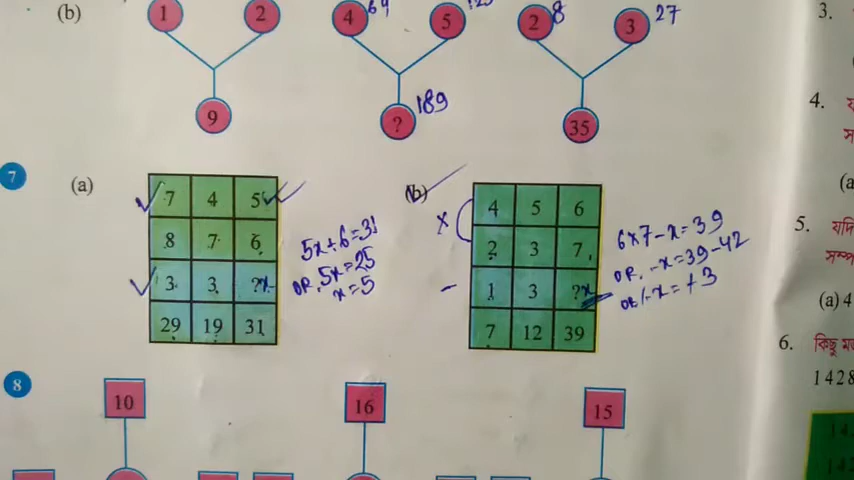 (b)
1 2 4 64 5 2 8 3 27
9 ? 189 35
7
(a)
7 4 5
8 7 6
3 3 ?x
29 19 31
5x+6=31
OR, 5x=25
x=5
(b)
x
-
4 5 6
2 3 7
1 3 ?x
7 12 39
6x7-x=39
OR, -x=39-42
OR, -x=+3
8
10 16 15
3.
4.
(a)
5.
যদি
(a) 4
6.
কিছু
1428